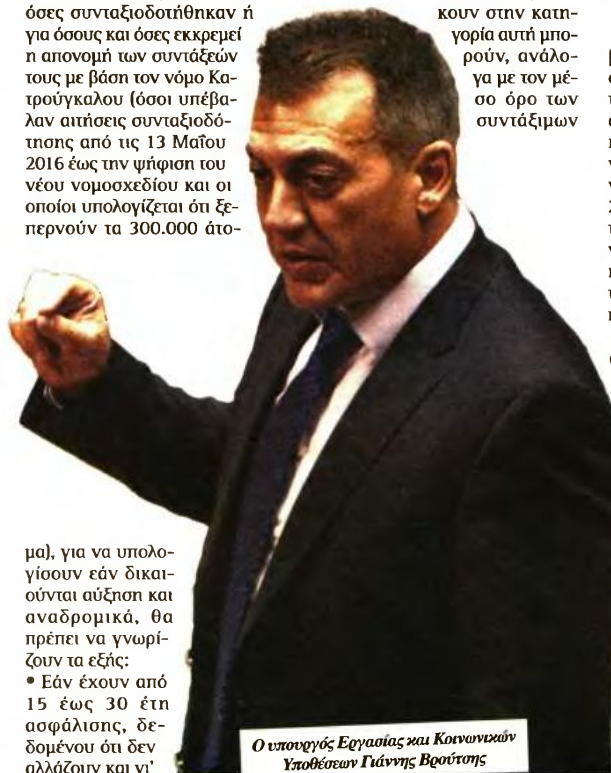 όσες συνταξιοδοτήθηκαν ή
για όσους και όσες εκκρεμεί
η απονομή των συντάξεών
τους με βάση τον νόμο Κα-
τρούγκαλου (όσοι υπέβα-
λαν αιτήσεις συνταξιοδό-
τησης από τις 13 Μαΐου
2016 έως την ψήφιση του
νέου νομοσχεδίου και οι
οποίοι υπολογίζεται ότι ξε-
περνούν τα 300.000 άτο-
μα), για να υπολο-
γίσουν εάν δικαι-
ούνται αύξηση και
αναδρομικά, θα
πρέπει να γνωρί-
ζουν τα εξής:
• Εάν έχουν από
15 έως 30 έτη
ασφάλισης, δε-
δομένου ότι δεν
αλλάζουν και γι'
κουν στην κατη-
γορία αυτή μπο-
ρούν, ανάλο-
γα με τον μέ-
σο όρο των
συντάξιμων
Ο υπουργός Εργασίας και Κοινωνικών
Υποθέσεων Γιάννης Βρούτσης